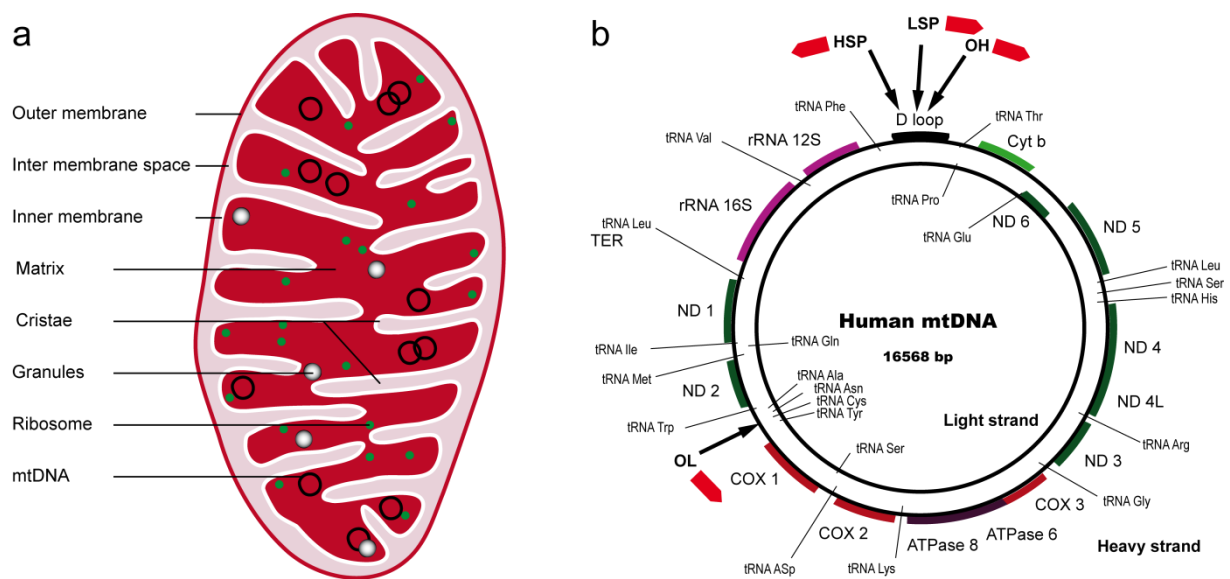 a
Outer membrane
Inter membrane space
Inner membrane
Matrix
Cristae
Granules
Ribosome
mtDNA
b
LSP
HSP
OH
D loop
tRNA Phe
tRNA Thr
tRNA Val
rRNA 12S
Cyt b
rRNA 16S
tRNA Pro
tRNA Glu
ND 6
ND 5
tRNA Leu
TER
tRNA Leu
tRNA Ser
tRNA His
ND 1
Human mtDNA
16568 bp
ND 4
tRNA Ile
tRNA Gln
tRNA Met
ND 2
tRNA Ala
tRNA Asn
tRNA Cys
tRNA Tyr
ND 4L
tRNA Trp
Light strand
tRNA Arg
OL
tRNA Ser
ND 3
COX 1
tRNA Gly
COX 3
COX 2
ATPase 8
ATPase 6
Heavy strand
tRNA ASp
tRNA Lys